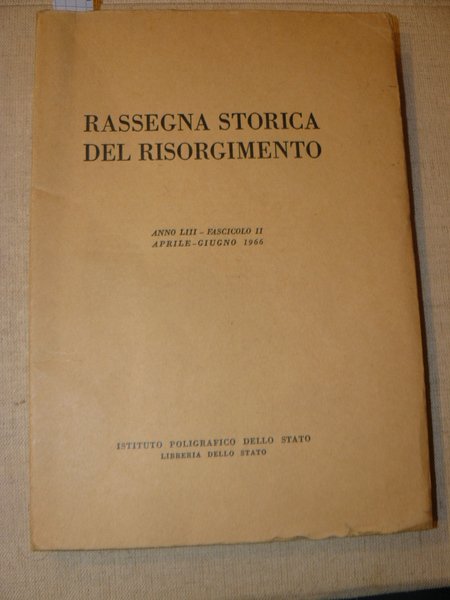 RASSEGNA STORICA
DEL RISORGIMENTO
ANNO LIII - FASCICOLO II
APRILE-GIUGNO 1966
ISTITUTO POLIGRAFICO DELLO STATO
LIBRERIA DELLO STATO